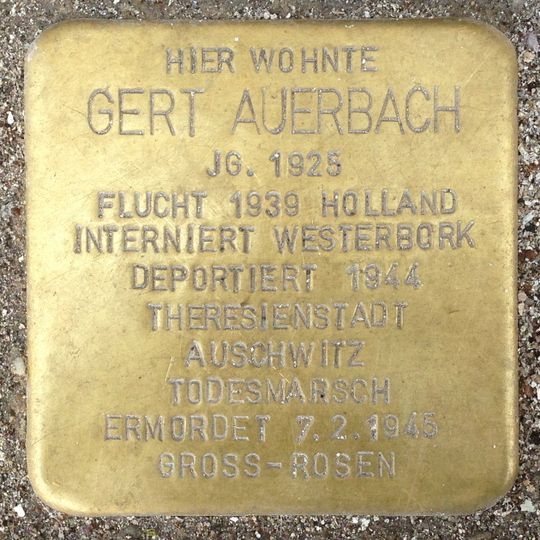 HIER WOHNTE
GERT AUERBACH
JG. 1925
FLUCHT 1939 HOLLAND
INTERNIERT WESTERBORK
DEPORTIERT 1944
THERESIENSTADT
AUSCHWITZ
TODESMARSCH
ERMORDET 7.2.1945
GROSS-ROSEN